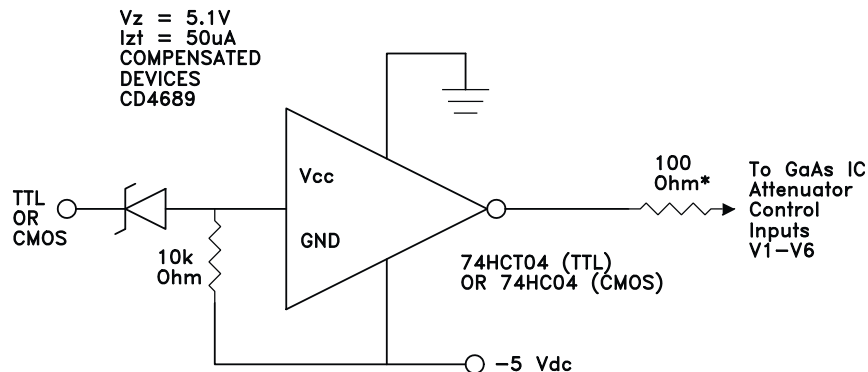 Vz = 5.1V
Izt = 50uA
COMPENSATED
DEVICES
CD4689
Vcc
GND
TTL
OR
CMOS
10k
Ohm
100
Ohm*
To GaAs IC
Attenuator
Control
Inputs
V1-V6
74HCT04 (TTL)
OR 74HC04 (CMOS)
-5 Vdc